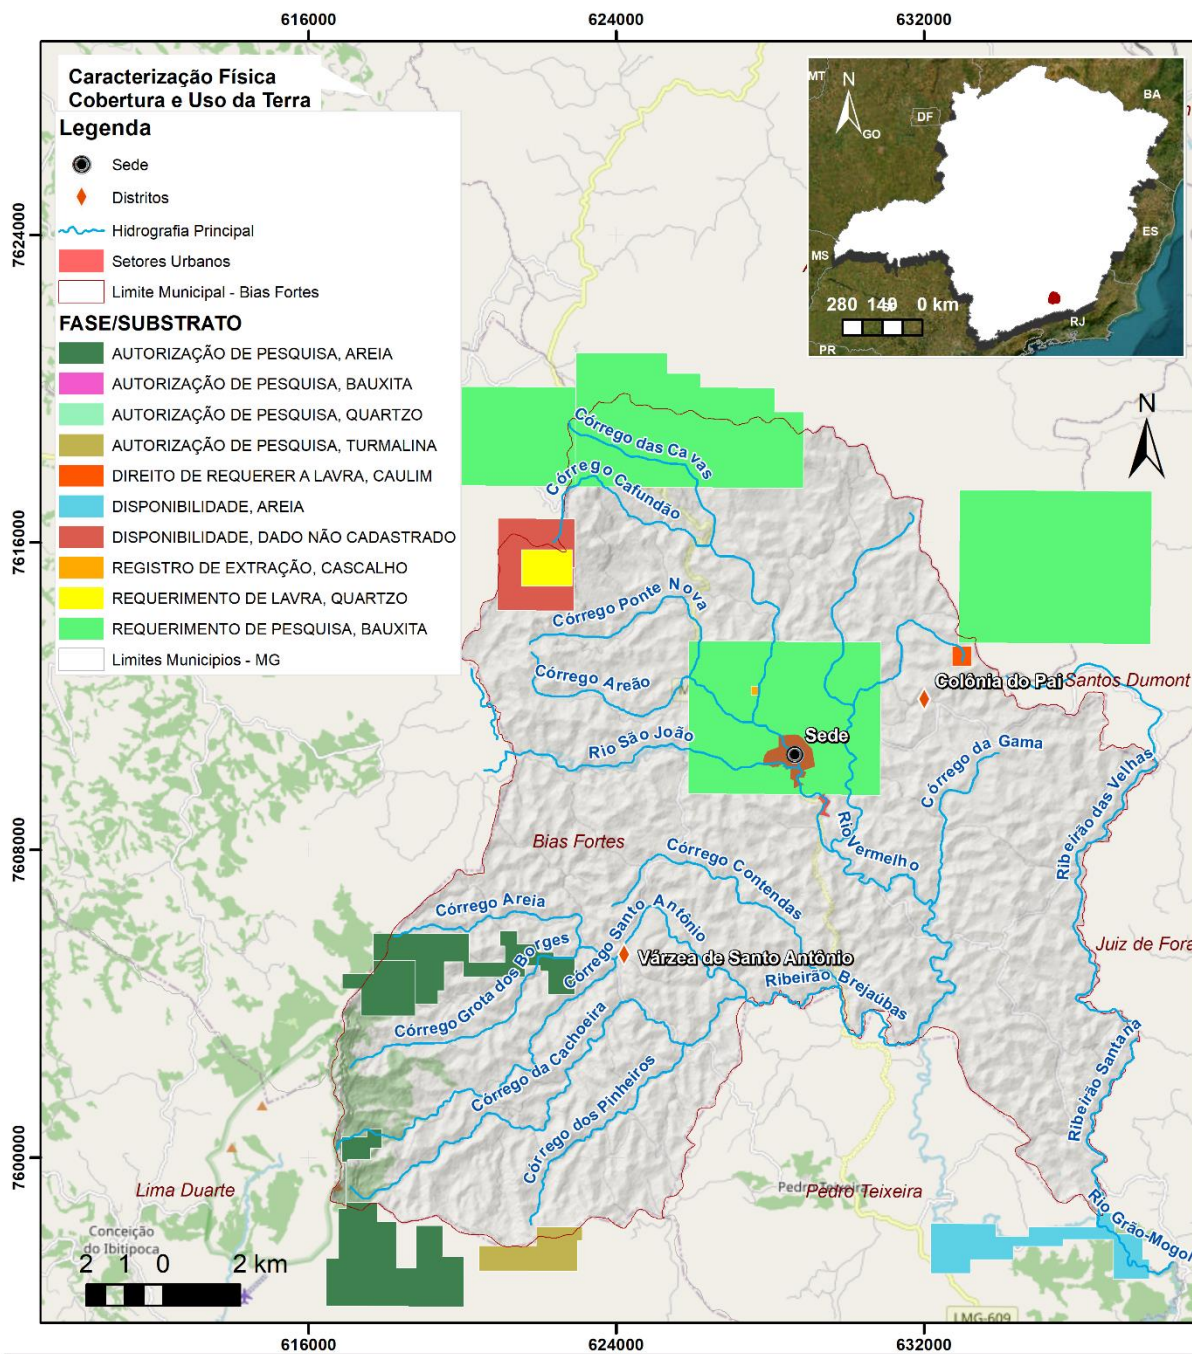 616000
624000
632000
Caracterização Física
Cobertura e Uso da Terra
Legenda
Sede
Distritos
Hidrografia Principal
Setores Urbanos
Limite Municipal - Bias Fortes
FASE/SUBSTRATO
AUTORIZAÇÃO DE PESQUISA, AREIA
AUTORIZAÇÃO DE PESQUISA, BAUXITA
AUTORIZAÇÃO DE PESQUISA, QUARTZO
AUTORIZAÇÃO DE PESQUISA, TURMALINA
DIREITO DE REQUERER A LAVRA, CAULIM
DISPONIBILIDADE, AREIA
DISPONIBILIDADE, DADO NÃO CADASTRADO
REGISTRO DE EXTRAÇÃO, CASCALHO
REQUERIMENTO DE LAVRA, QUARTZO
REQUERIMENTO DE PESQUISA, BAUXITA
Limites Municipios - MG
MT
N
GO
DF
BA
ES
MS
280 140 0 km
RJ
PR
N
7624000
7616000
7608000
7600000
Córrego das Cavas
Córrego Cafundão
Córrego Ponte Nova
Córrego Areão
Rio São João
Sede
Colônia do Pai
Santos Dumont
Córrego da Gama
Ribeirão das Velhas
Rio Vermelho
Bias Fortes
Córrego Contendas
Córrego Areia
Córrego Santo Antônio
Córrego Grota dos Borges
Várzea de Santo Antônio
Ribeirão Brejaúbas
Juiz de Fora
Córrego da Cachoeira
Córrego dos Pinheiros
Ribeirão Santana
Lima Duarte
Pedro Teixeira
Pedro Teixeira
Rio Grão-Mogol
Conceição
do Ibitipoca
2 1 0 2 km
LMG-609
616000
624000
632000